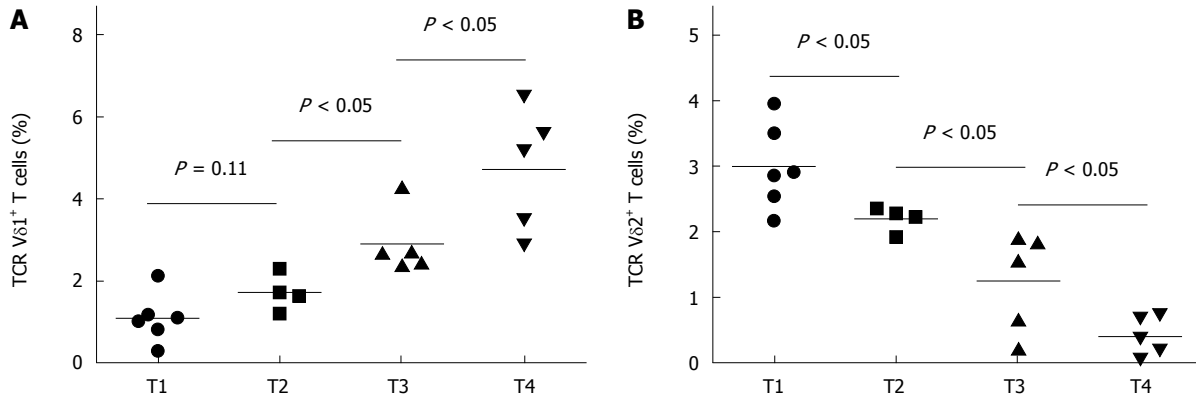 A
TCR Vδ1⁺ T cells (%)
8
6
4
2
0
P = 0.11
P < 0.05
P < 0.05
T1 T2 T3 T4
B
TCR Vδ2⁺ T cells (%)
5
4
3
2
1
0
P < 0.05
P < 0.05
P < 0.05
T1 T2 T3 T4